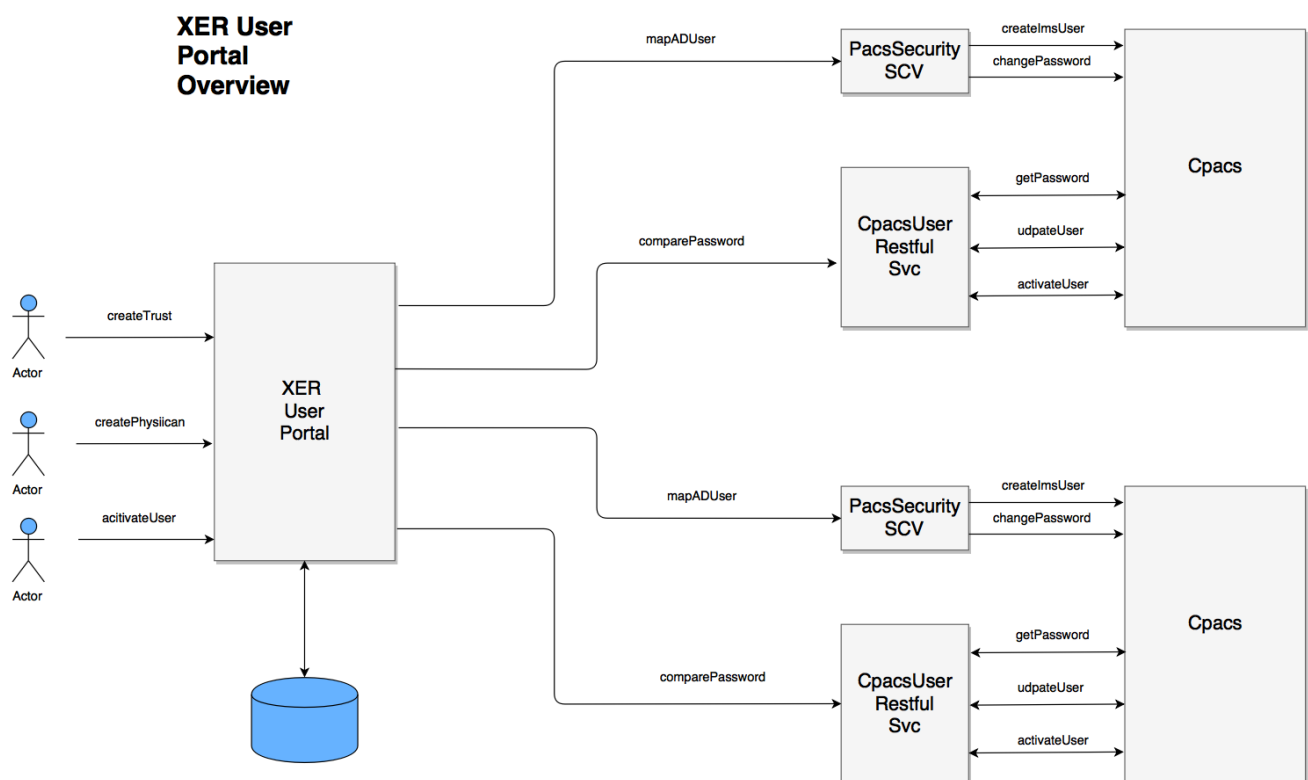 XER User
Portal
Overview
mapADUser
PacsSecurity
SCV
createImsUser
changePassword
Cpacs
comparePassword
CpacsUser
Restful
Svc
getPassword
udpateUser
activateUser
Actor
createTrust
Actor
createPhysiican
Actor
acitivateUser
XER
User
Portal
mapADUser
PacsSecurity
SCV
createImsUser
changePassword
Cpacs
comparePassword
CpacsUser
Restful
Svc
getPassword
udpateUser
activateUser